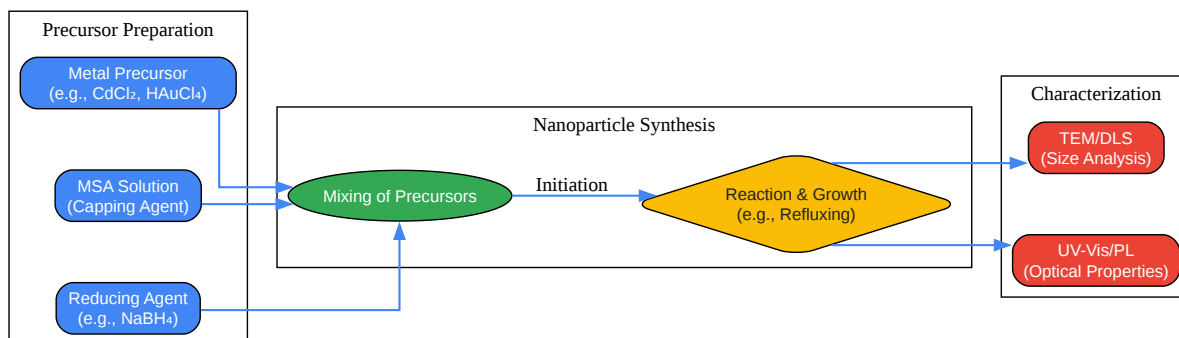 Precursor Preparation
Metal Precursor
(e.g., CdCl₂, HAuCl₄)
MSA Solution
(Capping Agent)
Reducing Agent
(e.g., NaBH₄)
Nanoparticle Synthesis
Mixing of Precursors
Initiation
Reaction & Growth
(e.g., Refluxing)
Characterization
TEM/DLS
(Size Analysis)
UV-Vis/PL
(Optical Properties)